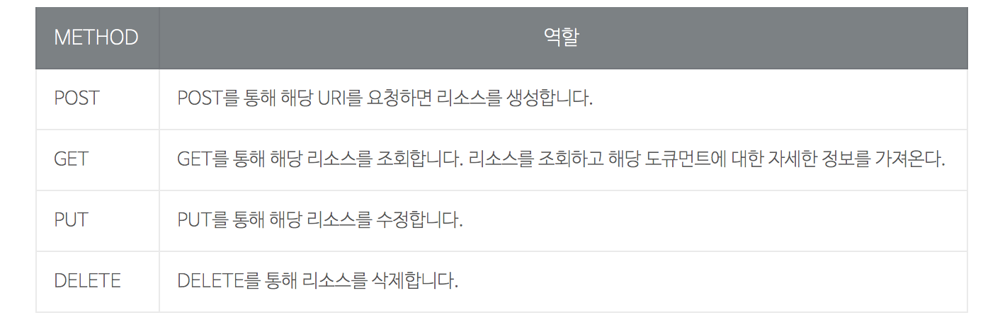 METHOD 역할
POST POST를 통해 해당 URI를 요청하면 리소스를 생성합니다.
GET GET를 통해 해당 리소스를 조회합니다. 리소스를 조회하고 해당 도큐먼트에 대한 자세한 정보를 가져온다.
PUT PUT를 통해 해당 리소스를 수정합니다.
DELETE DELETE를 통해 리소스를 삭제합니다.